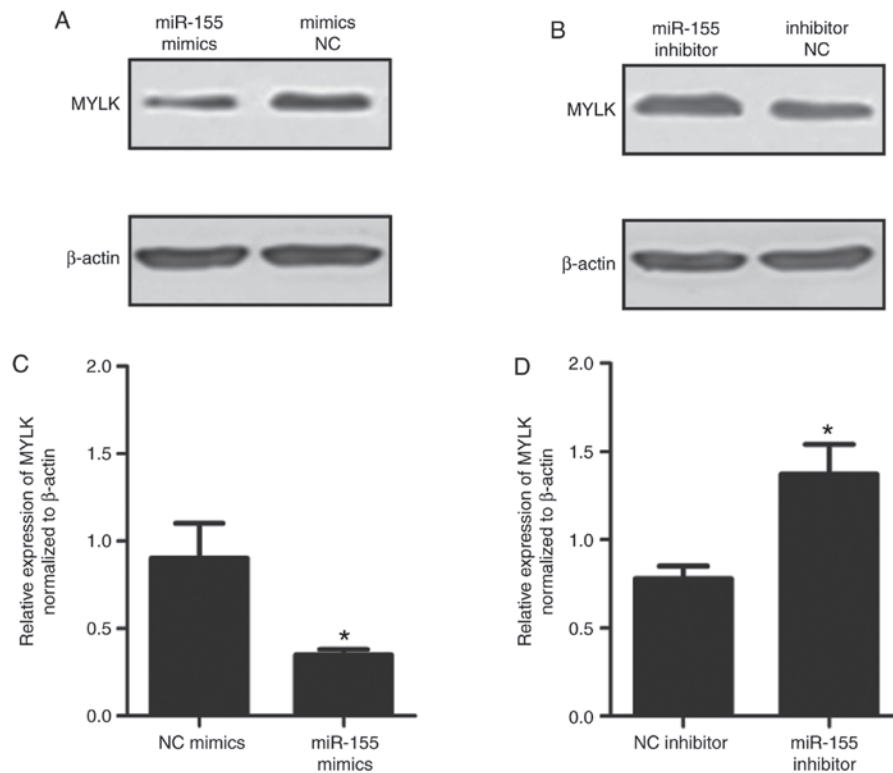 A
miR-155
mimics
mimics
NC
MYLK
β-actin
B
miR-155
inhibitor
inhibitor
NC
MYLK
β-actin
C
Relative expression of MYLK
normalized to β-actin
2.0
1.5
1.0
0.5
0.0
*
NC mimics
miR-155
mimics
D
Relative expression of MYLK
normalized to β-actin
2.0
1.5
1.0
0.5
0.0
*
NC inhibitor
miR-155
inhibitor